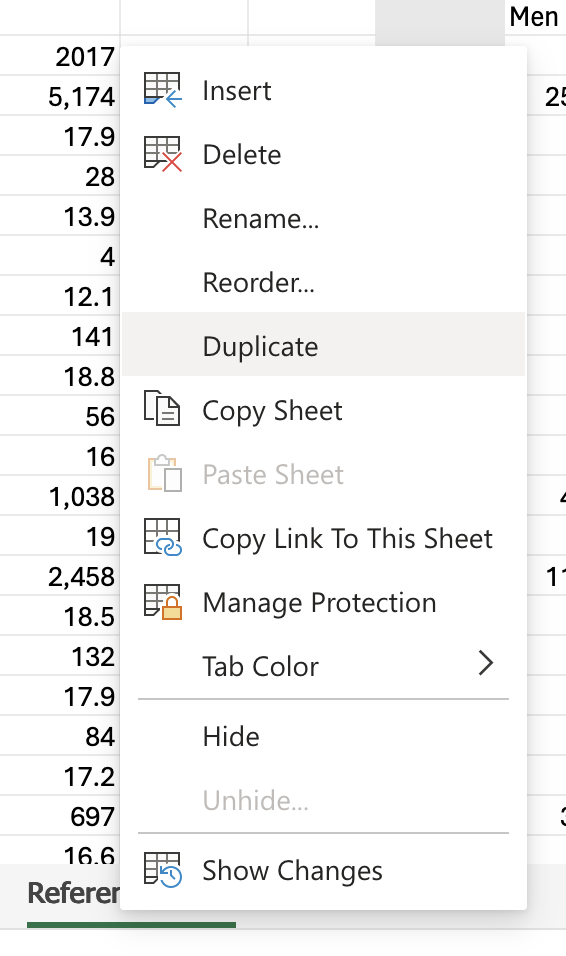 Men
2017
5,174
17.9
28
13.9
4
12.1
141
18.8
56
16
1,038
19
2,458
18.5
132
17.9
84
17.2
697
16.6
Insert
Delete
Rename...
Reorder...
Duplicate
Copy Sheet
Paste Sheet
Copy Link To This Sheet
Manage Protection
Tab Color
Hide
Unhide...
Show Changes
25
11
Referen